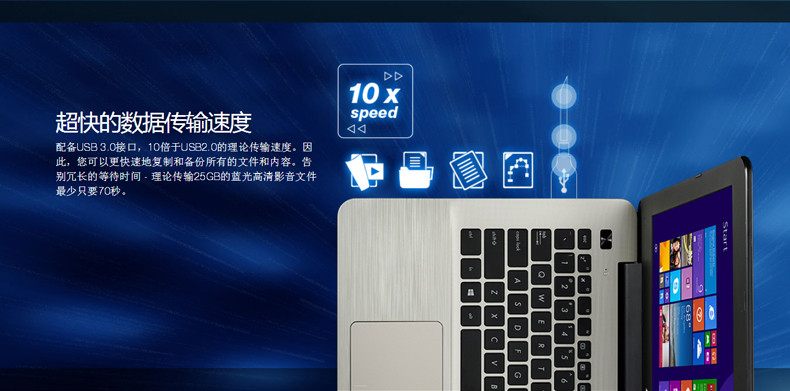 超快的数据传输速度
配备USB 3.0接口，10倍于USB2.0的理论传输速度。因
此，您可以更快速地复制和备份所有的文件和内容。告
别冗长的等待时间 - 理论传输25GB的蓝光高清影音文件
最少只要70秒。
10 x
speed
Start